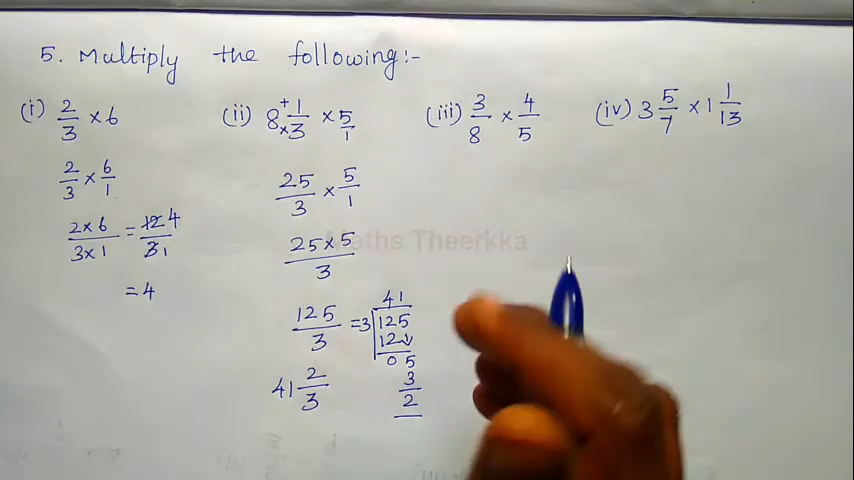 5. Multiply the following:-
(i) 2/3 × 6
2/3 × 6/1
2×6/3×1 = 12 4/3 1
= 4
(ii) 8 + × 1/3 × 5/1
25/3 × 5/1
25×5/3
125/3 = 3 125 41
12↓
05
3
2
41 2/3
(iii) 3/8 × 4/5
(iv) 3 5/7 × 1 1/13
Maths Theerkka